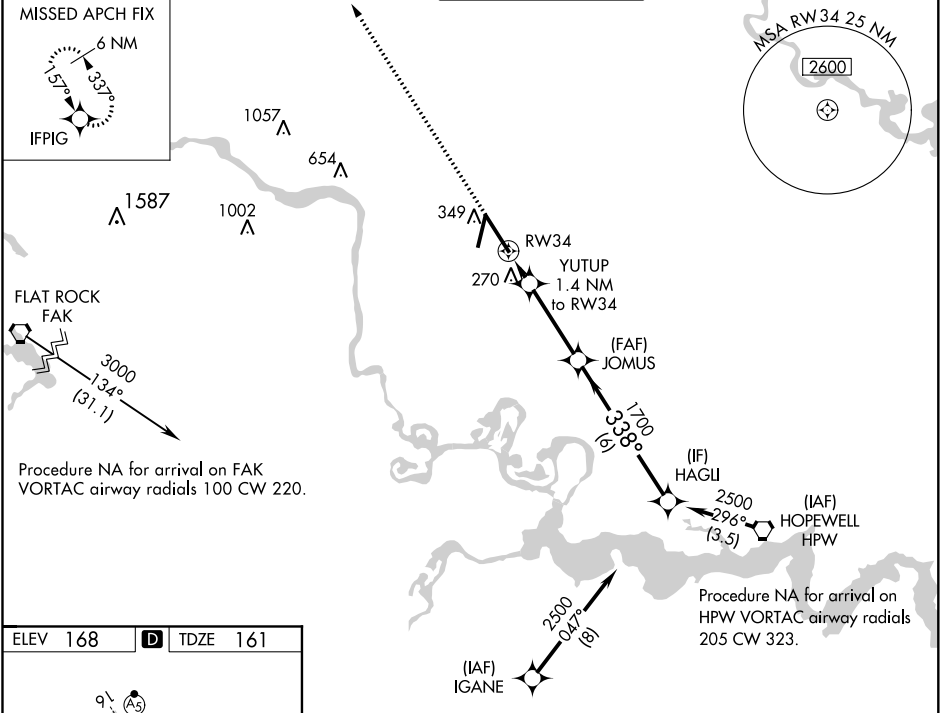 MISSED APCH FIX
6 NM
157°
337°
IFPIG
MSA RW34 25 NM
2600
1057
654
1587
1002
349
RW34
270
YUTUP
1.4 NM
to RW34
FLAT ROCK
FAK
3000
134°
(31.1)
(FAF)
JOMUS
1700
338°
(6)
Procedure NA for arrival on FAK
VORTAC airway radials 100 CW 220.
(IF)
HAGLI
2500
296°
(3.5)
(IAF)
HOPEWELL
HPW
Procedure NA for arrival on
HPW VORTAC airway radials
205 CW 323.
2500
047°
(8)
(IAF)
IGANE
ELEV 168 D TDZE 161
A5